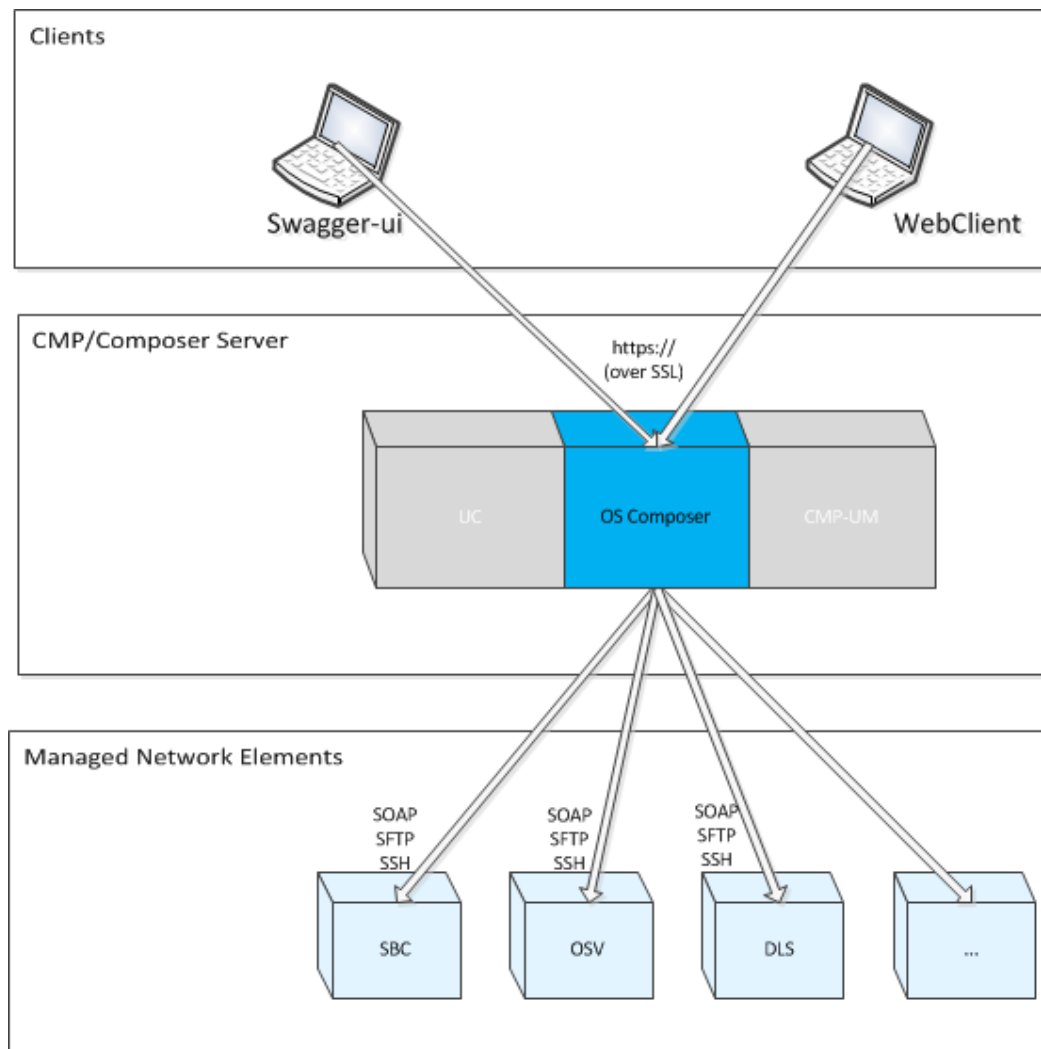 Clients
Swagger-ui
WebClient
CMP/Composer Server
https://
(over SSL)
UC
OS Composer
CMP-UM
Managed Network Elements
SOAP
SFTP
SSH
SOAP
SFTP
SSH
SOAP
SFTP
SSH
SBC
OSV
DLS
...